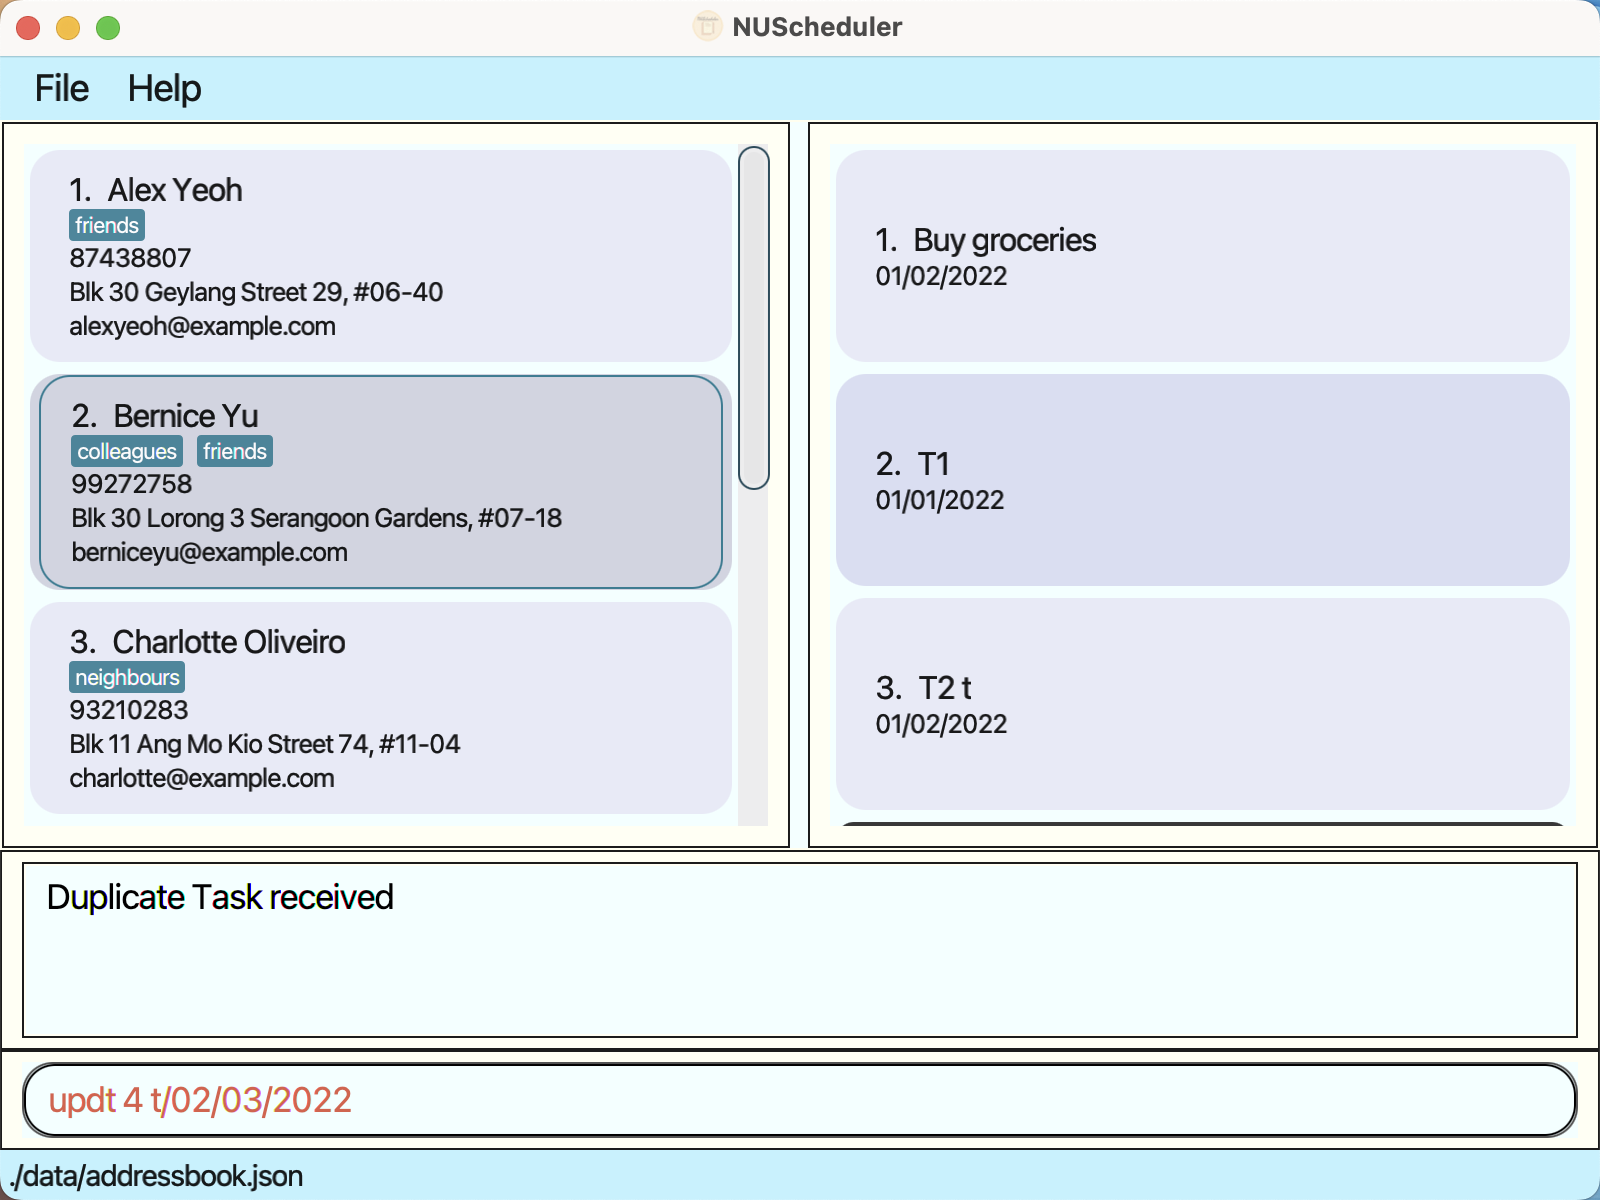 NUScheduler
File Help
1. Alex Yeoh
friends
87438807
Blk 30 Geylang Street 29, #06-40
alexyeoh@example.com
2. Bernice Yu
colleagues friends
99272758
Blk 30 Lorong 3 Serangoon Gardens, #07-18
berniceyu@example.com
3. Charlotte Oliveiro
neighbours
93210283
Blk 11 Ang Mo Kio Street 74, #11-04
charlotte@example.com
1. Buy groceries
01/02/2022
2. T1
01/01/2022
3. T2 t
01/02/2022
Duplicate Task received
updt 4 t/02/03/2022
./data/addressbook.json